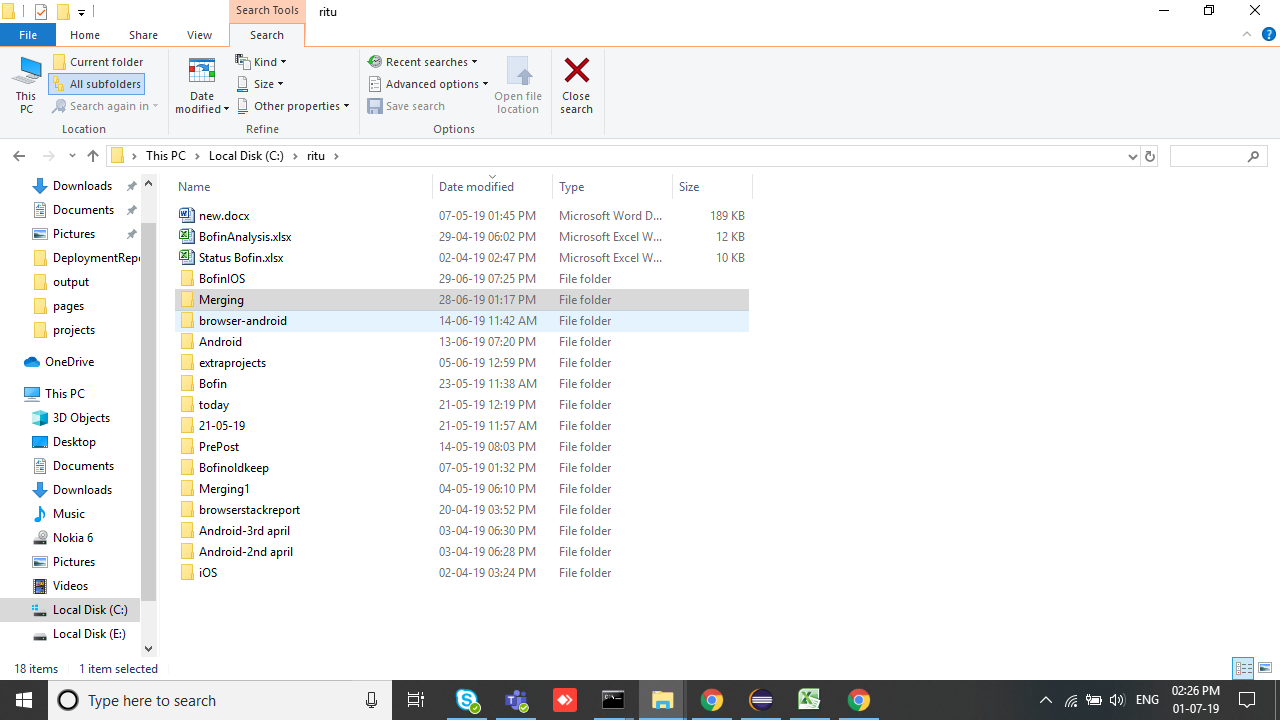 Search Tools
ritu
File Home Share View Search
This PC
Current folder
All subfolders
Search again in
Location
Date modified
Kind
Size
Other properties
Refine
Recent searches
Advanced options
Save search
Open file location
Options
Close search
This PC Local Disk (C:) ritu
Downloads
Documents
Pictures
DeploymentRepo
output
pages
projects
OneDrive
This PC
3D Objects
Desktop
Documents
Downloads
Music
Nokia 6
Pictures
Videos
Local Disk (C:)
Local Disk (E:)
Name Date modified Type Size
new.docx 07-05-19 01:45 PM Microsoft Word D... 189 KB
BofinAnalysis.xlsx 29-04-19 06:02 PM Microsoft Excel W... 12 KB
Status Bofin.xlsx 02-04-19 02:47 PM Microsoft Excel W... 10 KB
BofinIOS 29-06-19 07:25 PM File folder
Merging 28-06-19 01:17 PM File folder
browser-android 14-06-19 11:42 AM File folder
Android 13-06-19 07:20 PM File folder
extraprojects 05-06-19 12:59 PM File folder
Bofin 23-05-19 11:38 AM File folder
today 21-05-19 12:19 PM File folder
21-05-19 21-05-19 11:57 AM File folder
PrePost 14-05-19 08:03 PM File folder
Bofinoldkeep 07-05-19 01:32 PM File folder
Merging1 04-05-19 06:10 PM File folder
browserstackreport 20-04-19 03:52 PM File folder
Android-3rd april 03-04-19 06:30 PM File folder
Android-2nd april 03-04-19 06:28 PM File folder
iOS 02-04-19 03:24 PM File folder
18 items 1 item selected
Type here to search
ENG
02:26 PM
01-07-19